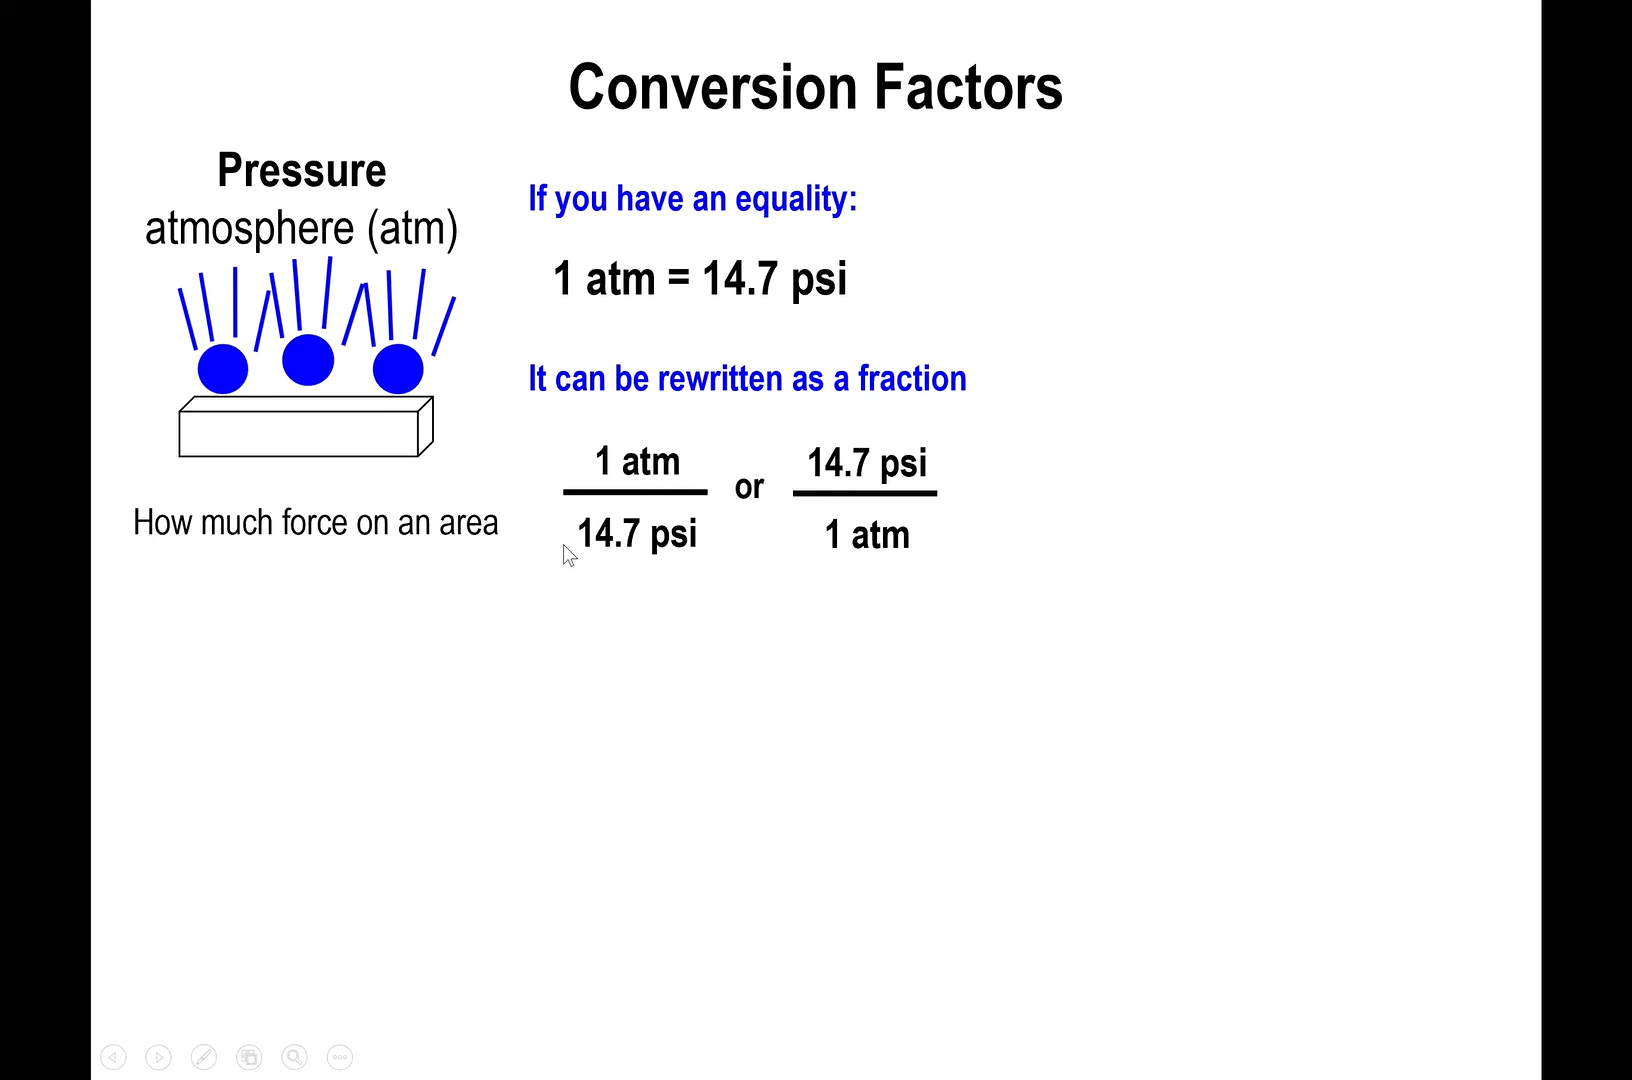 Conversion Factors
Pressure
atmosphere (atm)
How much force on an area
If you have an equality:
1 atm = 14.7 psi
It can be rewritten as a fraction
1 atm
14.7 psi
or
14.7 psi
1 atm